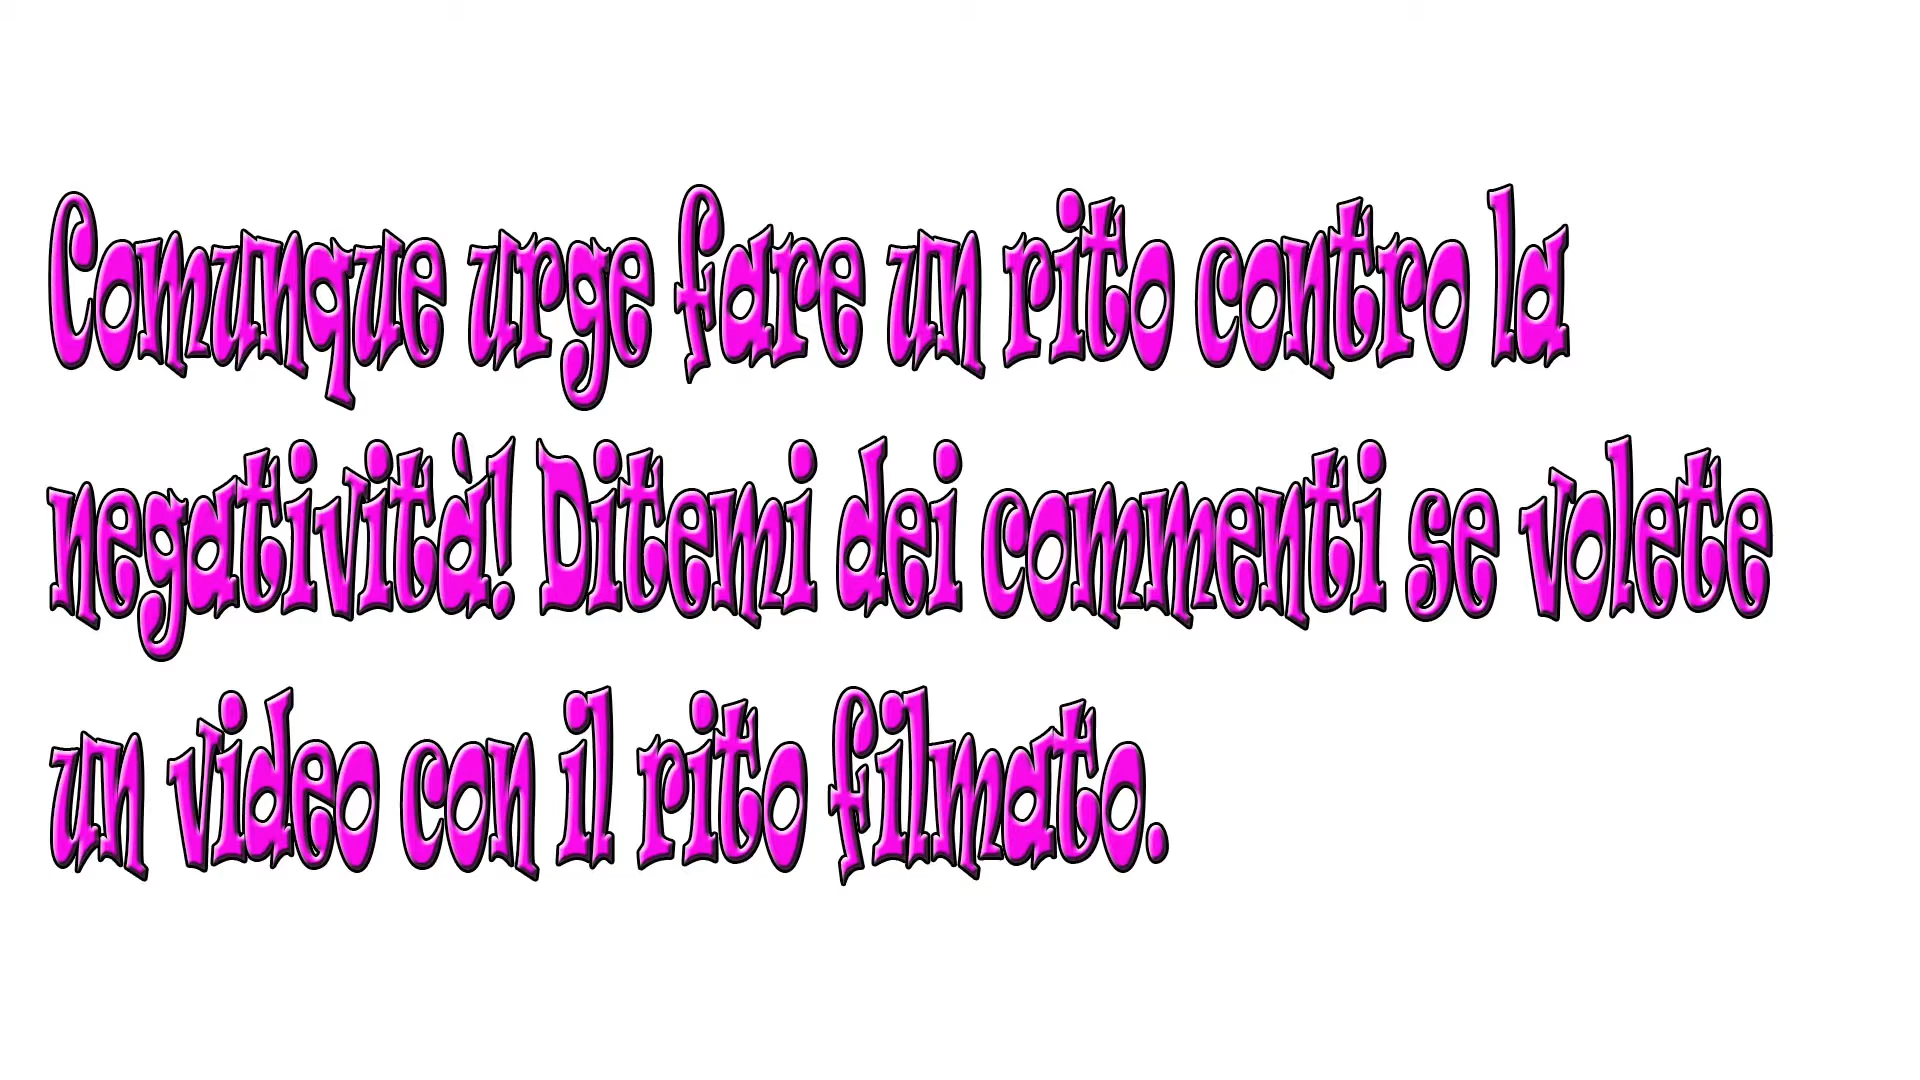 Comunque urge fare un rito contro la
negatività! Ditemi dei commenti se volete
un video con il rito filmato.